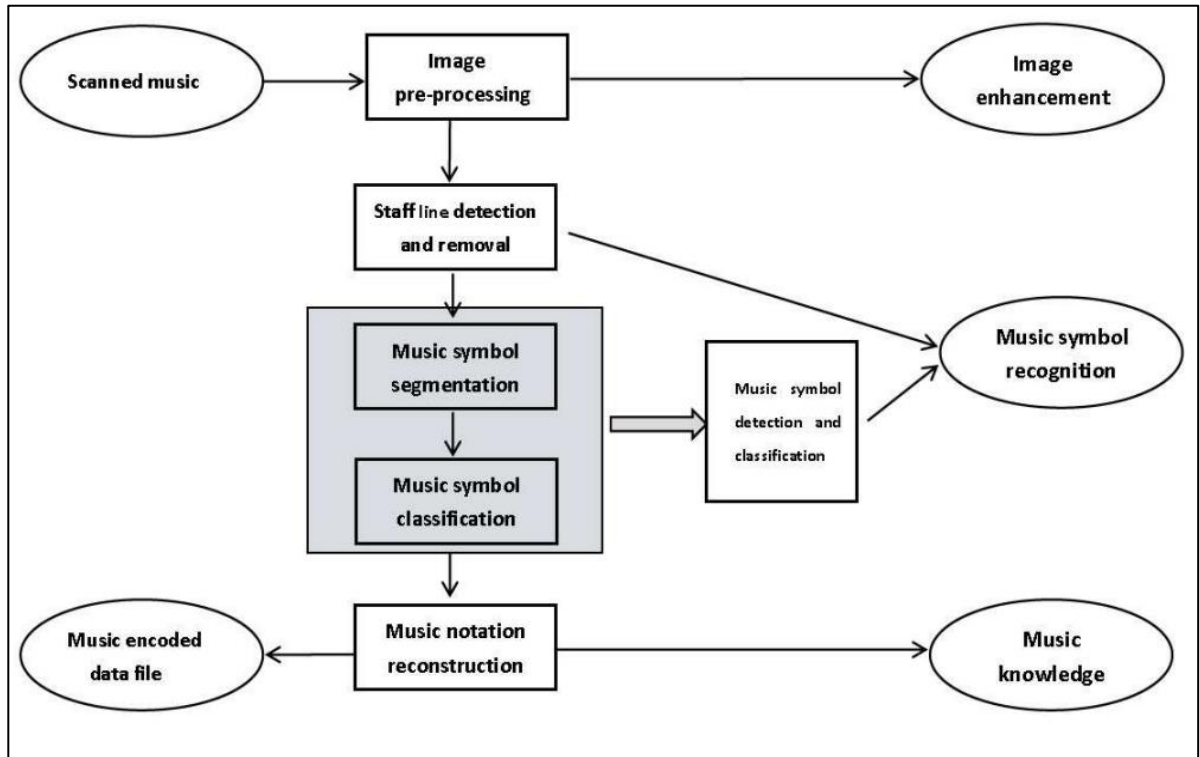 Scanned music
Image
pre-processing
Image
enhancement
Staff line detection
and removal
Music symbol
segmentation
Music symbol
detection and
classification
Music symbol
recognition
Music symbol
classification
Music encoded
data file
Music notation
reconstruction
Music
knowledge